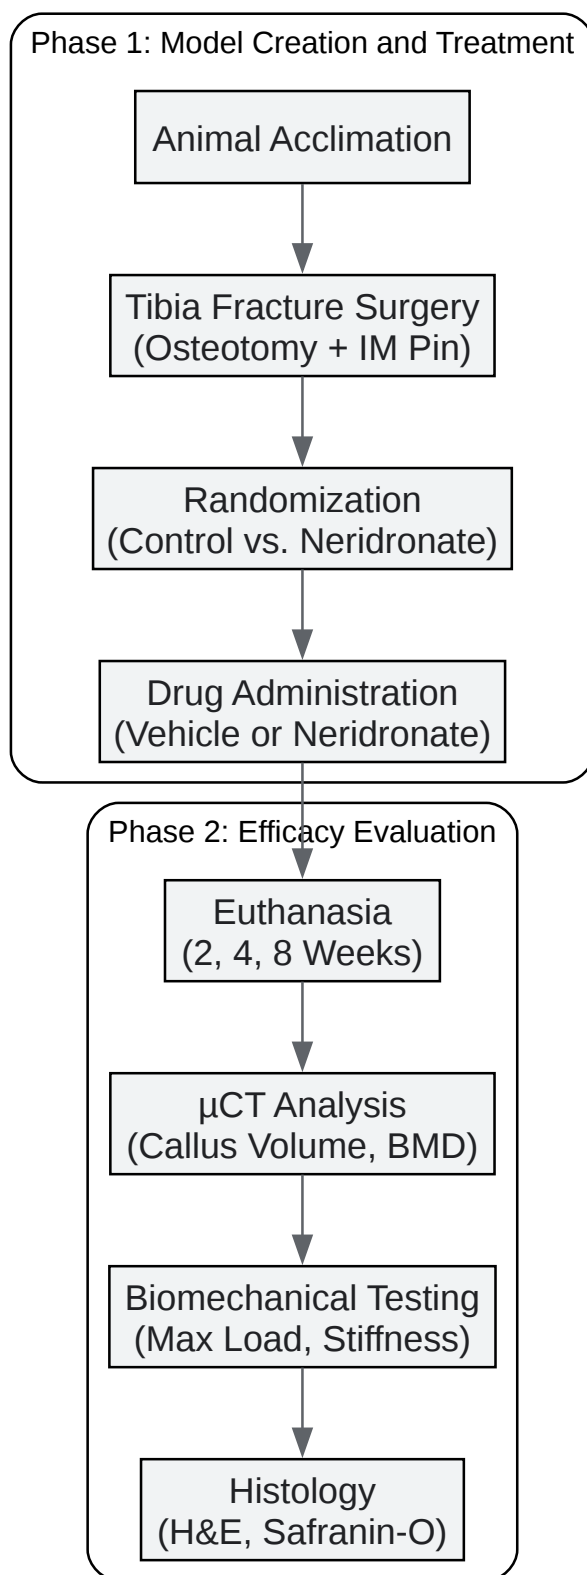 Phase 1: Model Creation and Treatment
Animal Acclimation
Tibia Fracture Surgery
(Osteotomy + IM Pin)
Randomization
(Control vs. Neridronate)
Drug Administration
(Vehicle or Neridronate)
Phase 2: Efficacy Evaluation
Euthanasia
(2, 4, 8 Weeks)
µCT Analysis
(Callus Volume, BMD)
Biomechanical Testing
(Max Load, Stiffness)
Histology
(H&E, Safranin-O)